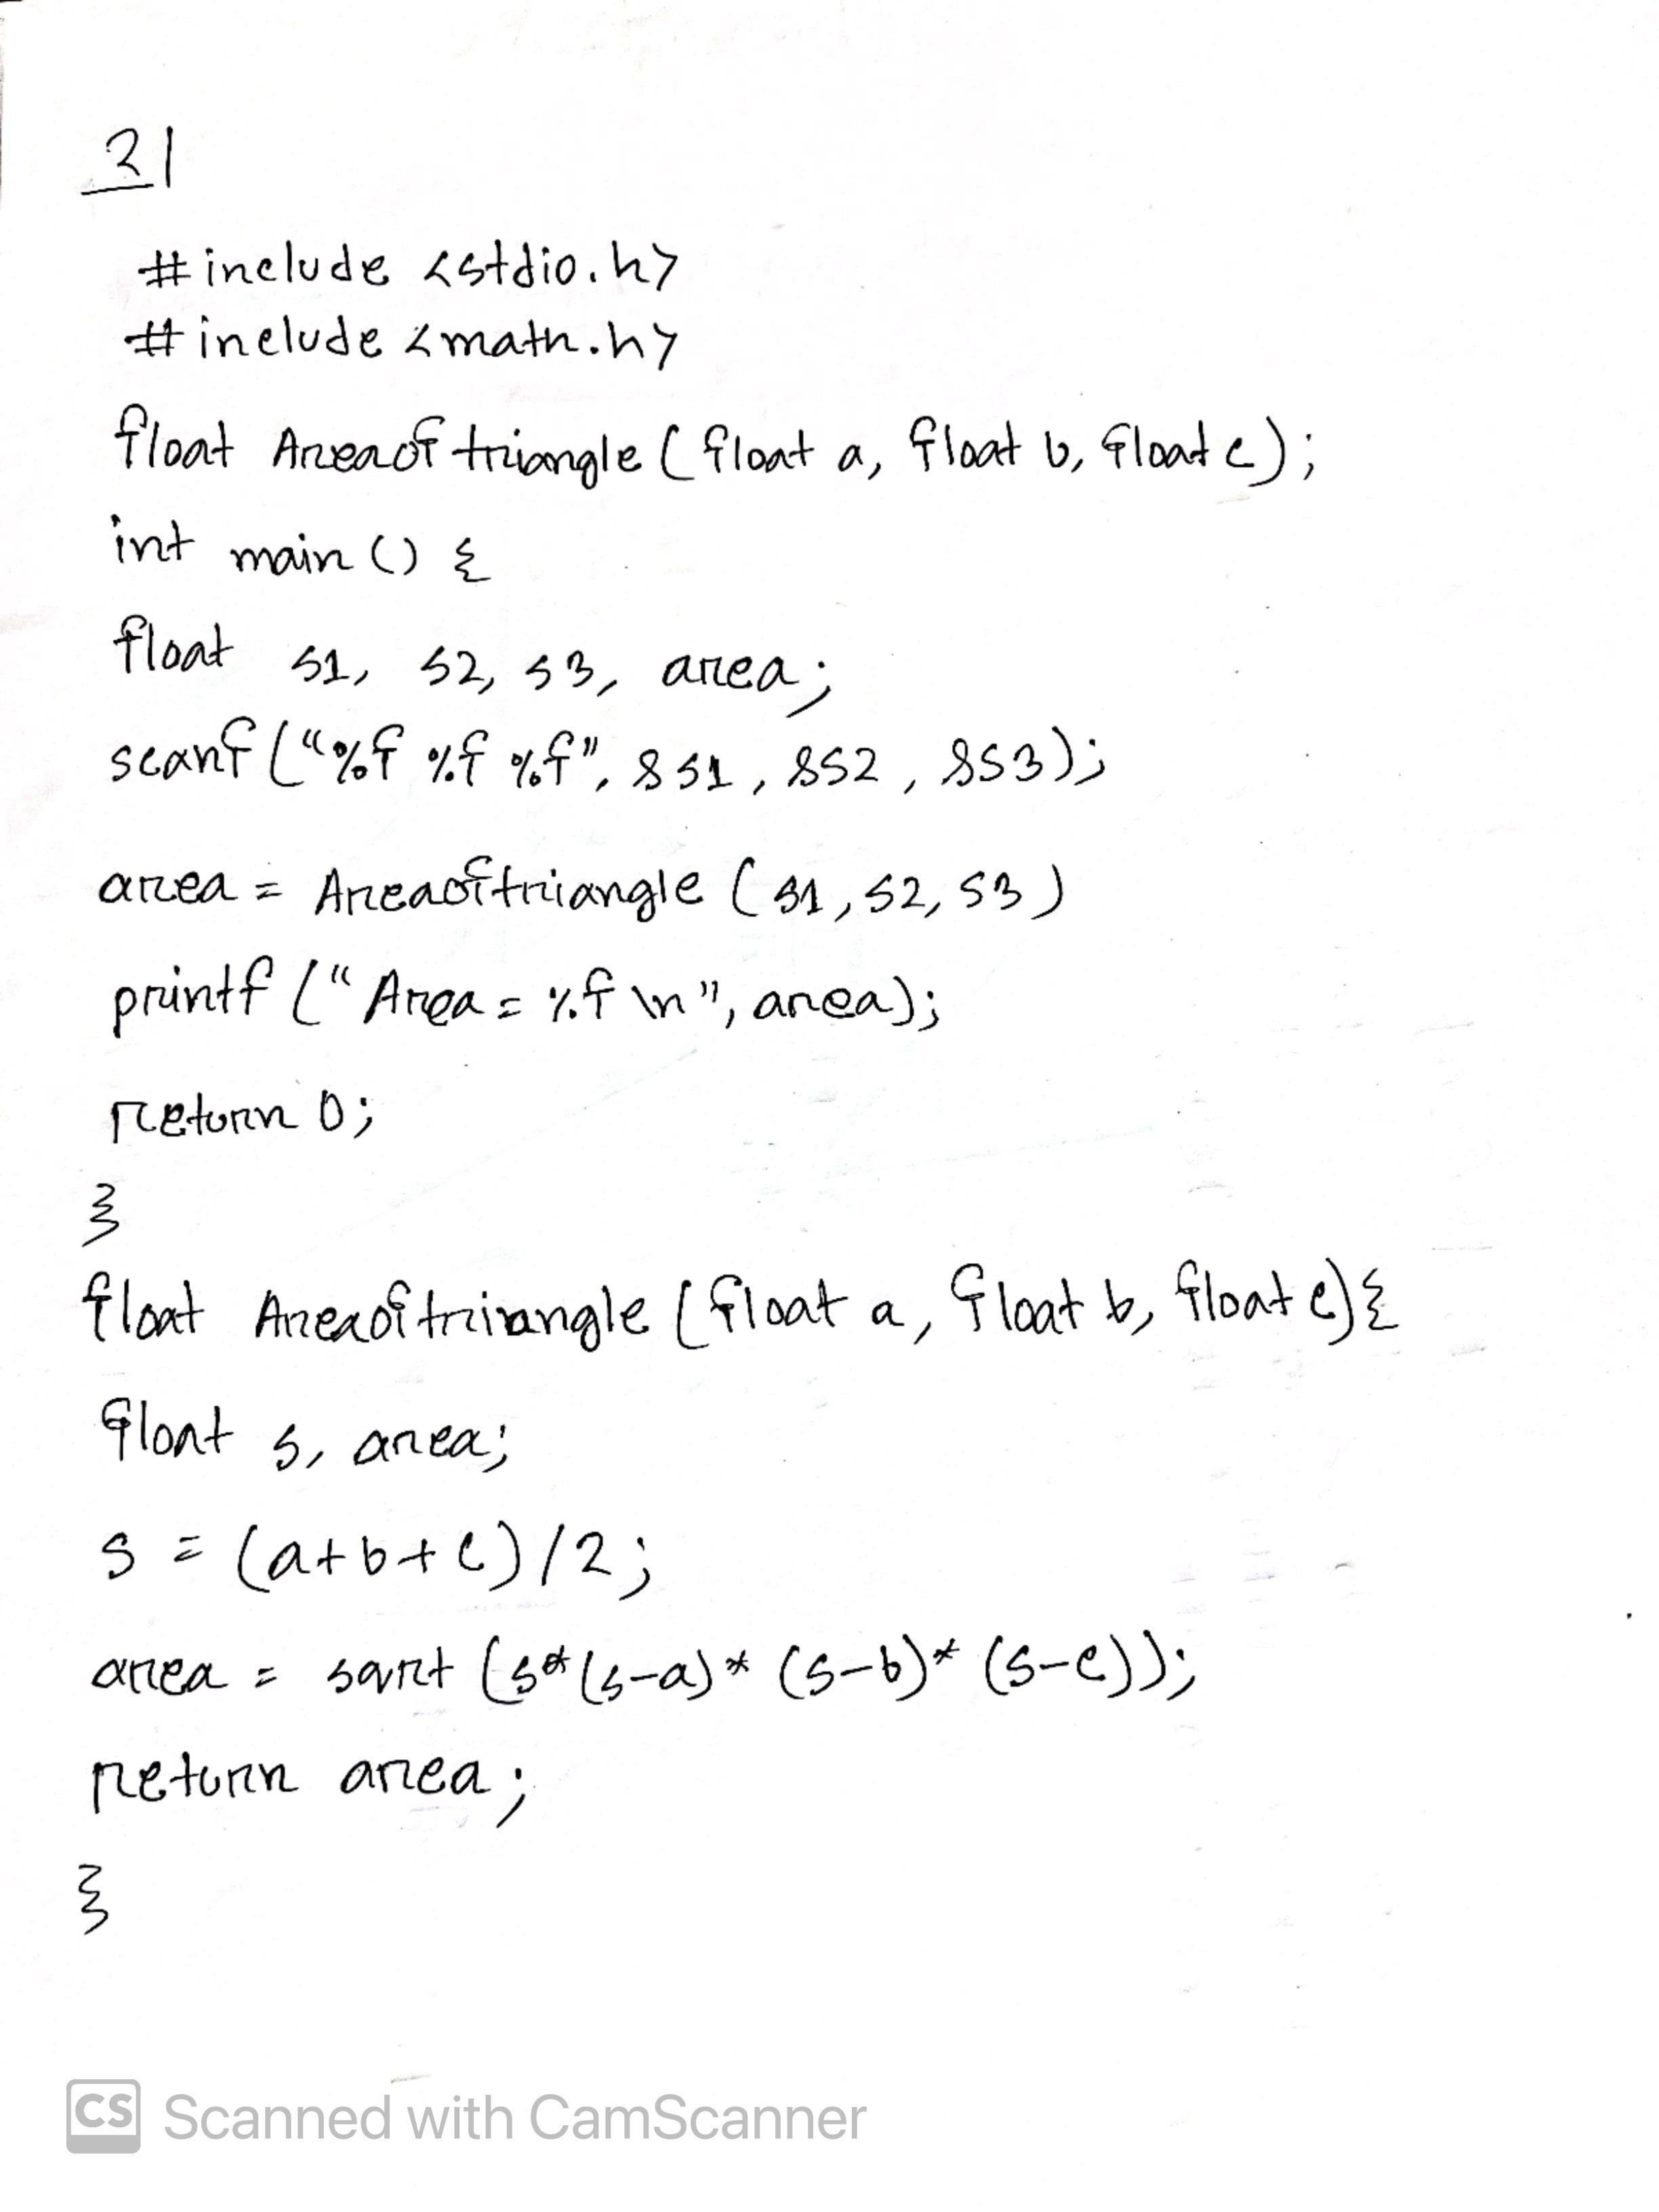 31
#include <stdio.h>
#include <math.h>
float Areaoftriangle (float a, float b, float c);
int main () {
float s1, s2, s3, area;
scanf ("%f %f %f", &s1, &s2, &s3);
area = Areaoftriangle (s1, s2, s3)
printf ("Area = %f \n", area);
return 0;
}
float Areaoftriangle (float a, float b, float c) {
float s, area;
s = (a+b+c)/2;
area = sqrt (s*(s-a)* (s-b)* (s-c));
return area;
}
CS Scanned with CamScanner